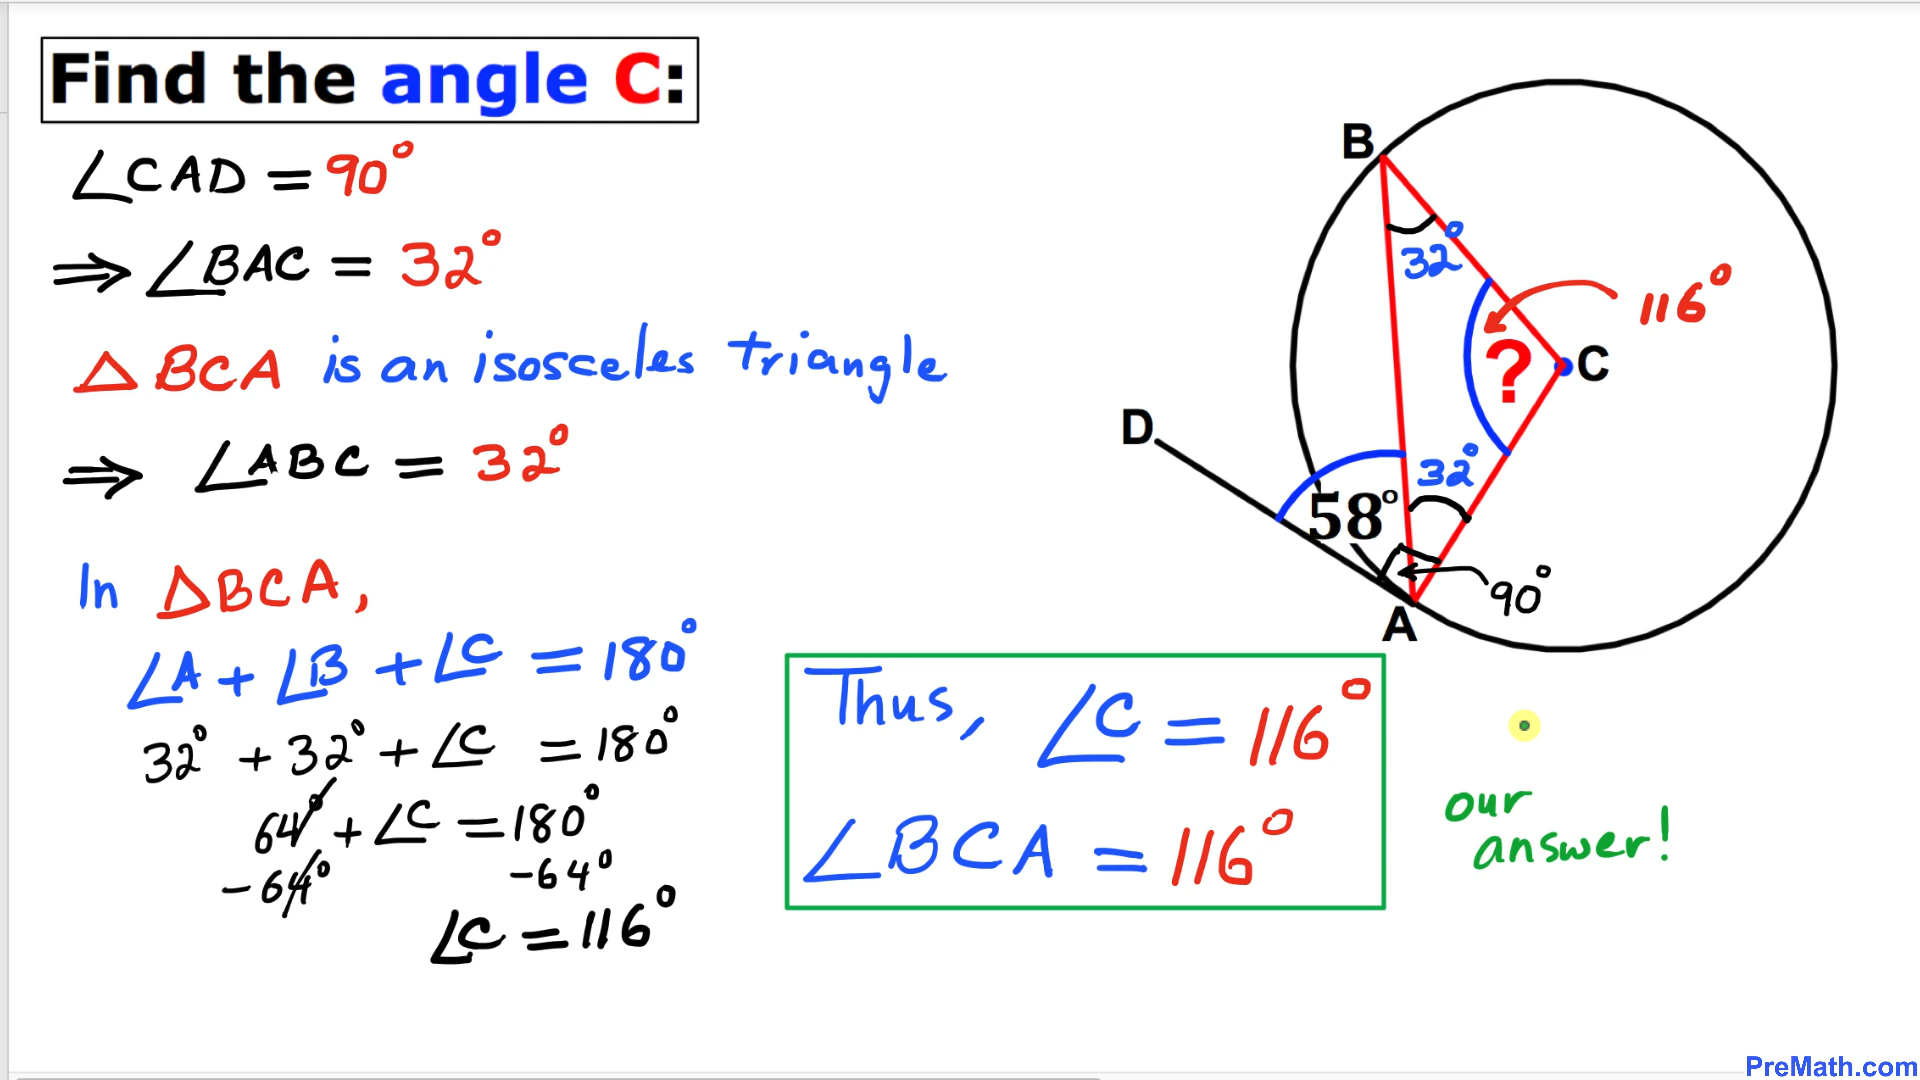 Find the angle C:
∠CAD = 90°
⇒ ∠BAC = 32°
△ BCA is an isosceles triangle
⇒ ∠ABC = 32°
In △BCA,
∠A + ∠B + ∠C = 180°
32° + 32° + ∠C = 180°
64° + ∠C = 180°
-64° -64°
∠C = 116°
B
32°
116°
?
C
D
32°
58°
90°
A
Thus, ∠C = 116°
∠BCA = 116°
our
answer!
PreMath.com